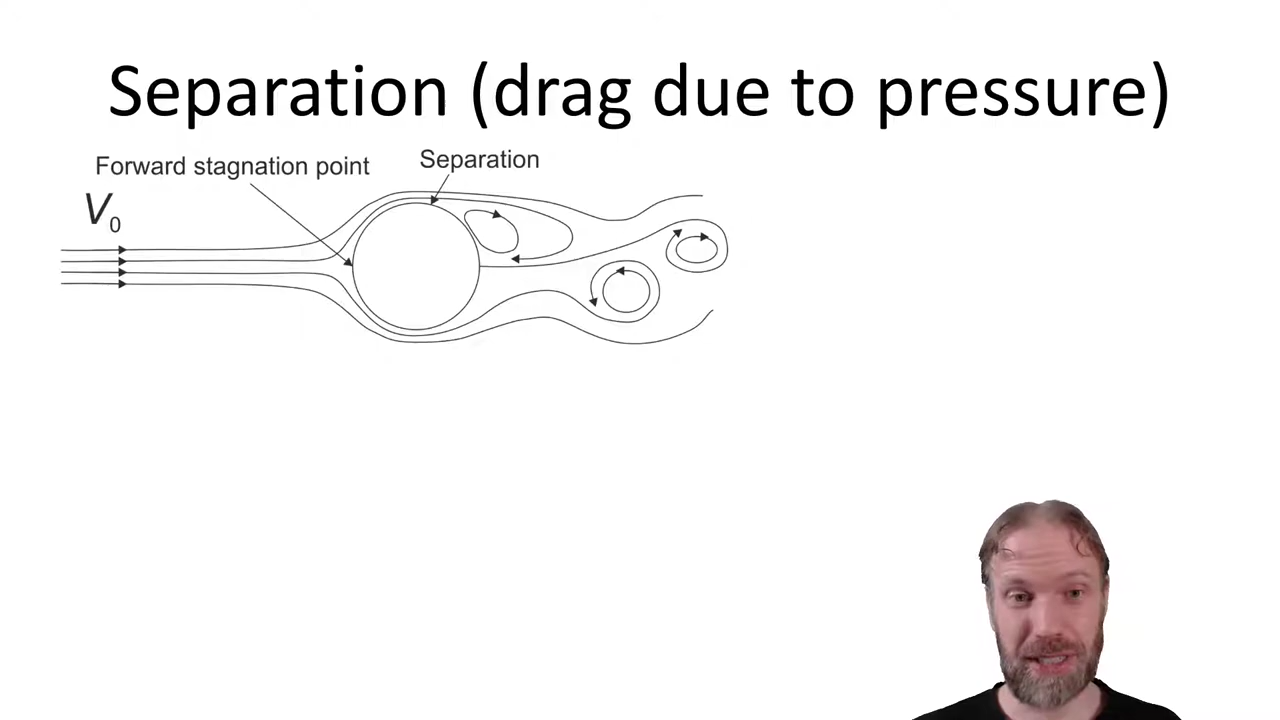 Separation (drag due to pressure)
Forward stagnation point
Separation
V0